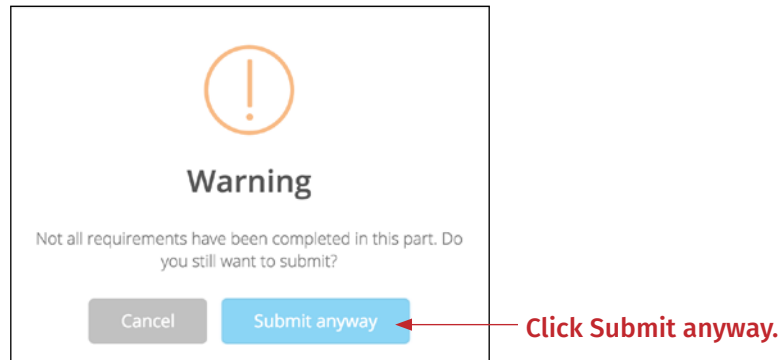 Warning
Not all requirements have been completed in this part. Do
you still want to submit?
Cancel
Submit anyway
Click Submit anyway.